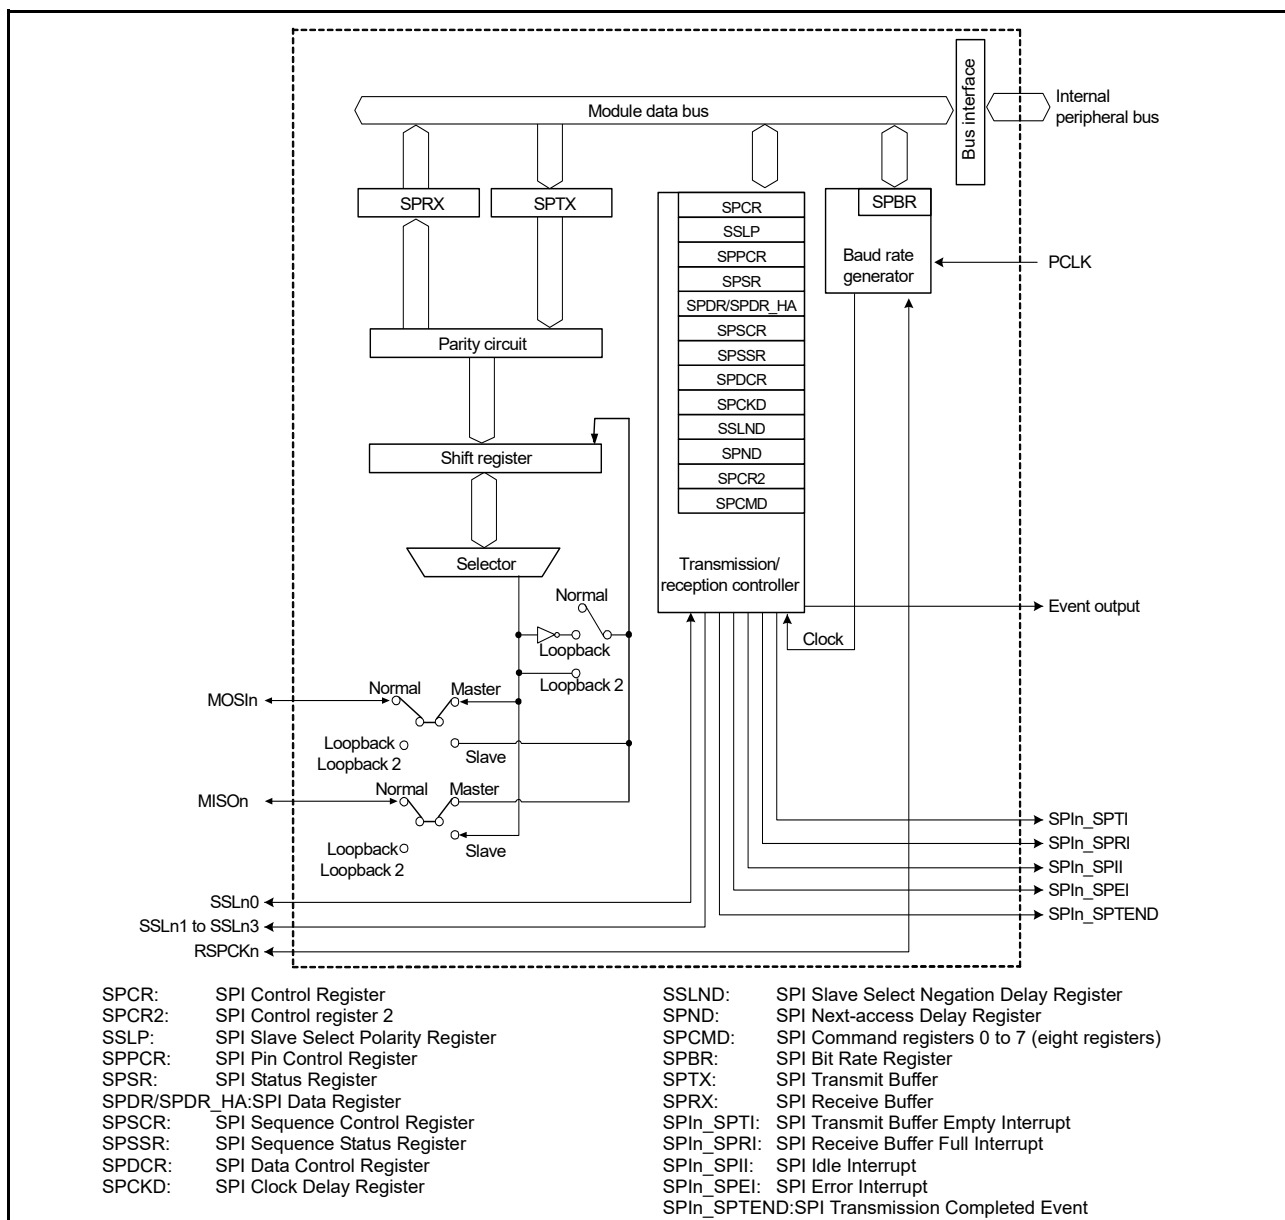 Module data bus
Bus interface
Internal
peripheral bus
SPRX
SPTX
SPCR
SSLP
SPPCR
SPSR
SPDR/SPDR_HA
SPSCR
SPSSR
SPDCR
SPCKD
SSLND
SPND
SPCR2
SPCMD
Transmission/
reception controller
SPBR
Baud rate
generator
PCLK
Parity circuit
Shift register
Selector
Normal
Loopback
Loopback 2
Clock
Event output
MOSIn
Normal
Master
Loopback
Loopback 2
Slave
MISOn
Normal
Master
Loopback
Loopback 2
Slave
SSLn0
SSLn1 to SSLn3
RSPCKn
SPIn_SPTI
SPIn_SPRI
SPIn_SPII
SPIn_SPEI
SPIn_SPTEND
SPCR: SPI Control Register
SPCR2: SPI Control register 2
SSLP: SPI Slave Select Polarity Register
SPPCR: SPI Pin Control Register
SPSR: SPI Status Register
SPDR/SPDR_HA:SPI Data Register
SPSCR: SPI Sequence Control Register
SPSSR: SPI Sequence Status Register
SPDCR: SPI Data Control Register
SPCKD: SPI Clock Delay Register
SSLND: SPI Slave Select Negation Delay Register
SPND: SPI Next-access Delay Register
SPCMD: SPI Command registers 0 to 7 (eight registers)
SPBR: SPI Bit Rate Register
SPTX: SPI Transmit Buffer
SPRX: SPI Receive Buffer
SPIn_SPTI: SPI Transmit Buffer Empty Interrupt
SPIn_SPRI: SPI Receive Buffer Full Interrupt
SPIn_SPII: SPI Idle Interrupt
SPIn_SPEI: SPI Error Interrupt
SPIn_SPTEND:SPI Transmission Completed Event